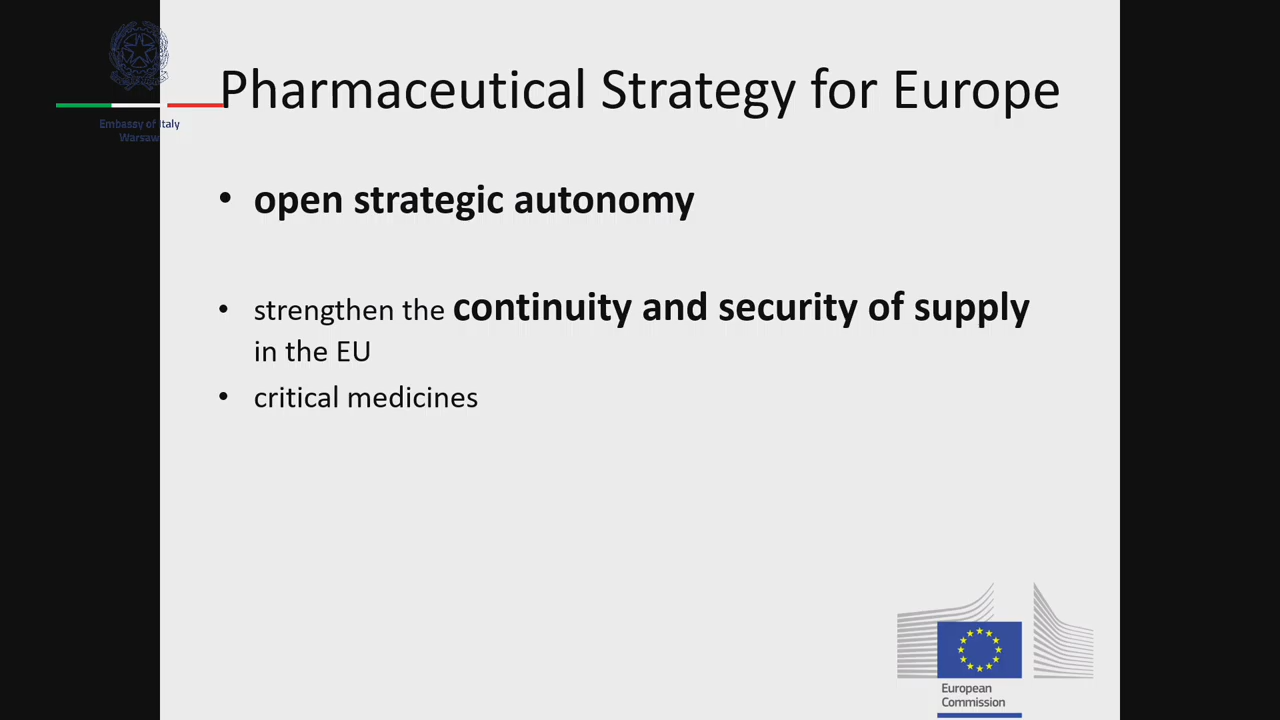 Embassy of Italy
Warsaw
Pharmaceutical Strategy for Europe
• open strategic autonomy
• strengthen the continuity and security of supply
in the EU
• critical medicines
European
Commission